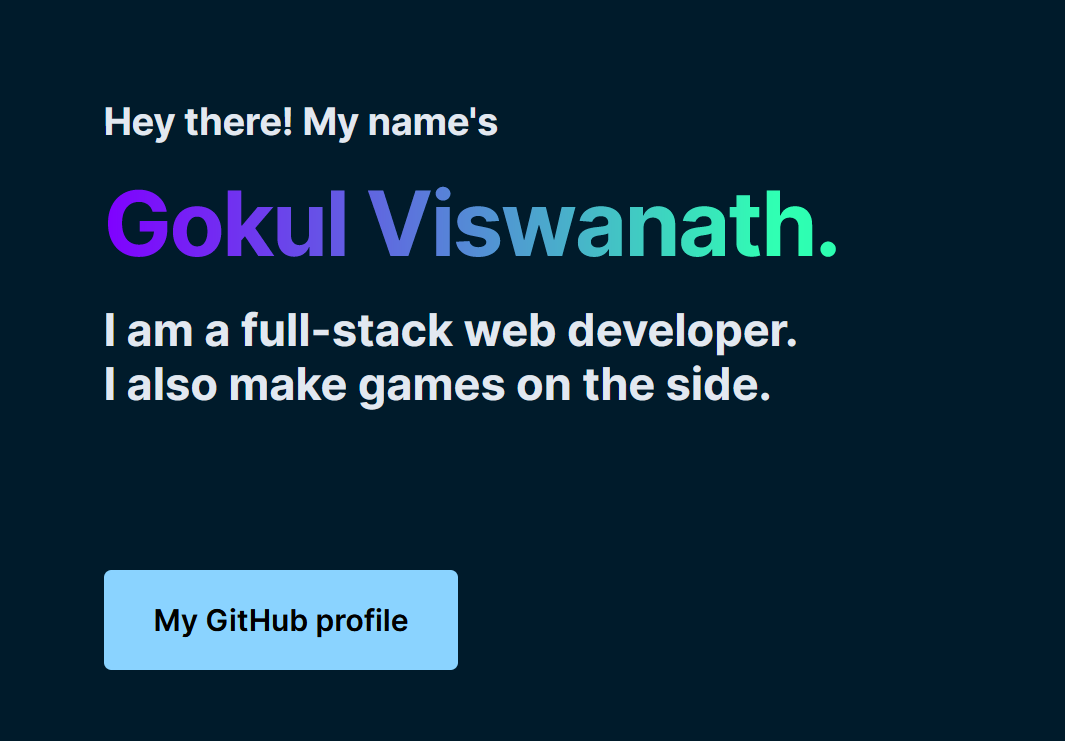 Hey there! My name's
Gokul Viswanath.
I am a full-stack web developer.
I also make games on the side.
My GitHub profile